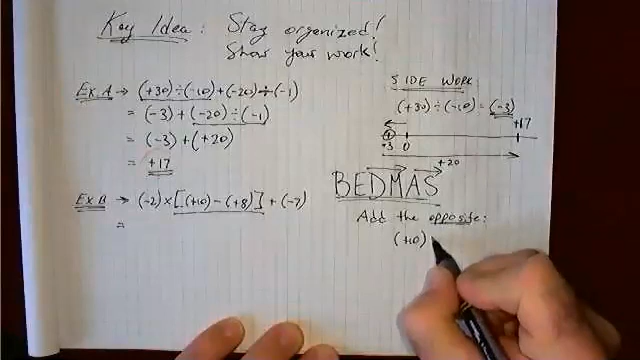 Key Idea: Stay organized!
Show your work!
Ex A → (+30)÷(-10)+(-20)÷(-1)
= (-3)+(-20)÷(-1)
= (-3)+(+20)
= +17
SIDE WORK
(+30)÷(-10)=(-3)
+17
-3 0
+20
BEDMAS
Ex B → (-2)×[(+10)-(+8)]+(-7)
=
Add the opposite:
(+10)